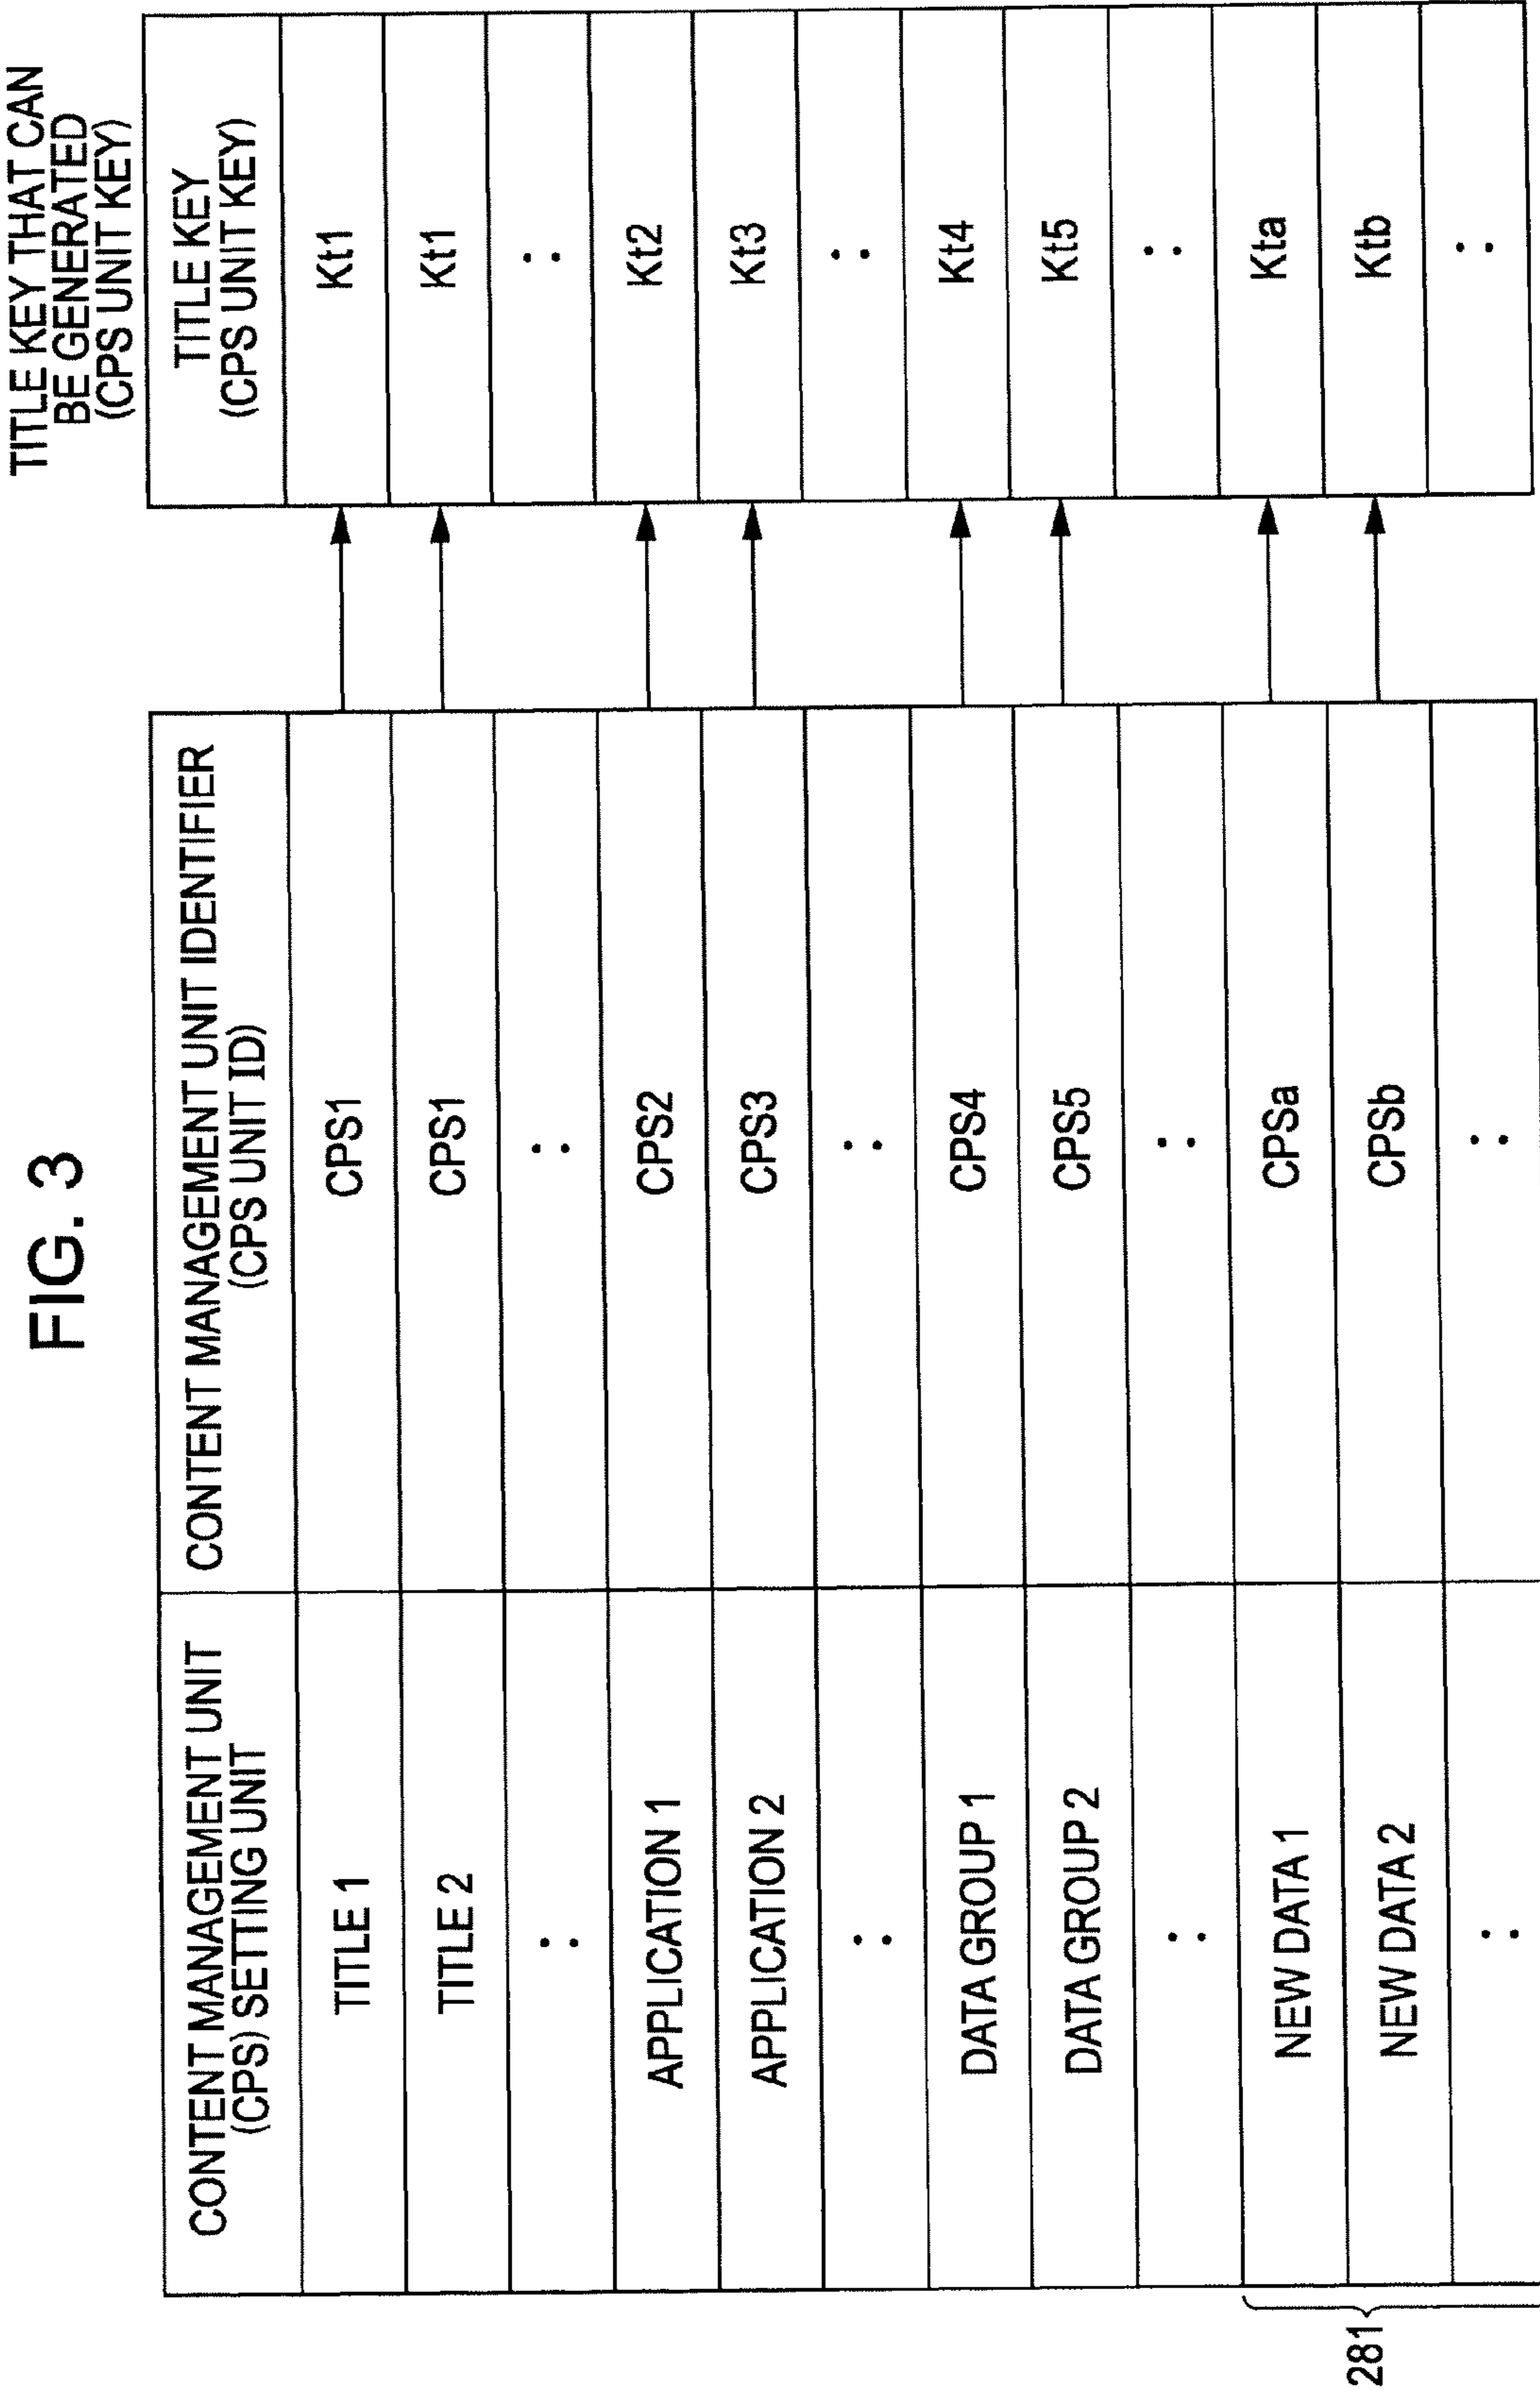 FIG. 3
TITLE KEY THAT CAN
BE GENERATED
(CPS UNIT KEY)
CONTENT MANAGEMENT UNIT
(CPS) SETTING UNIT
CONTENT MANAGEMENT UNIT IDENTIFIER
(CPS UNIT ID)
TITLE KEY
(CPS UNIT KEY)
TITLE 1
CPS1
Kt1
TITLE 2
CPS1
Kt1
:
:
:
APPLICATION 1
CPS2
Kt2
APPLICATION 2
CPS3
Kt3
:
:
:
DATA GROUP 1
CPS4
Kt4
DATA GROUP 2
CPS5
Kt5
:
:
:
281
NEW DATA 1
CPSa
Kta
NEW DATA 2
CPSb
Ktb
:
:
: